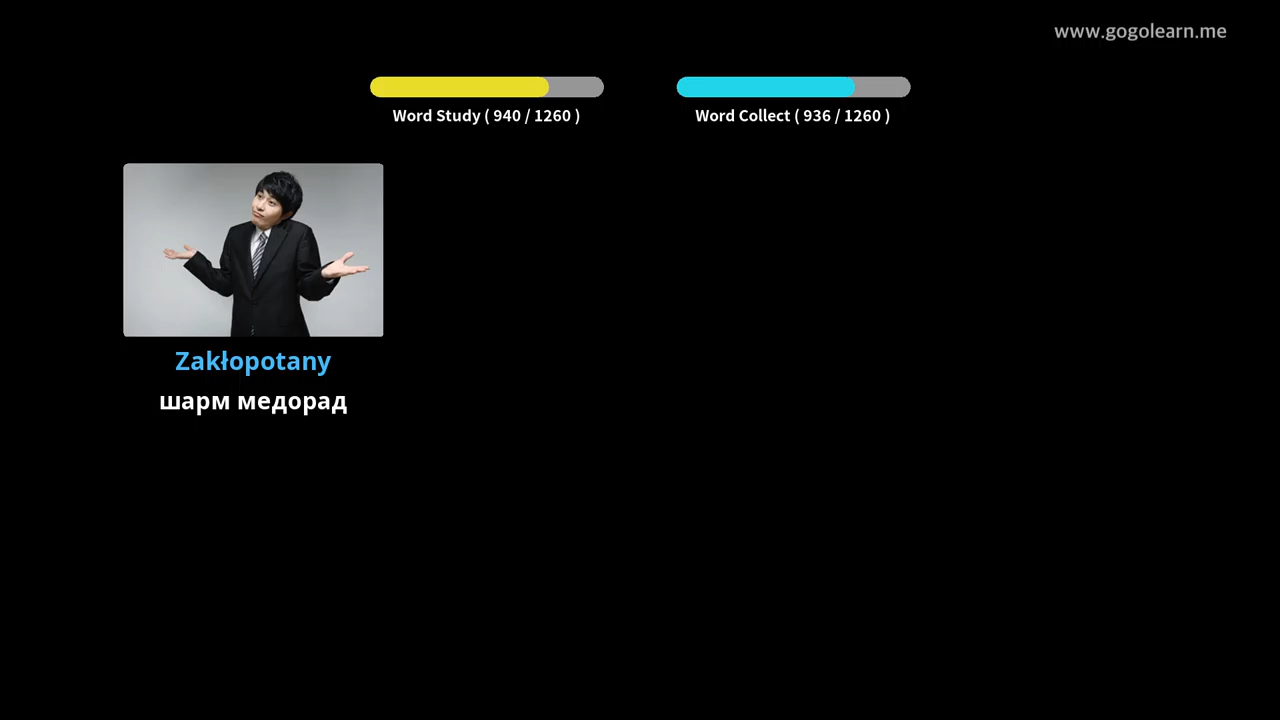 www.gogolearn.me
Word Study ( 940 / 1260 )
Word Collect ( 936 / 1260 )
Zakłopotany
шарм медорад